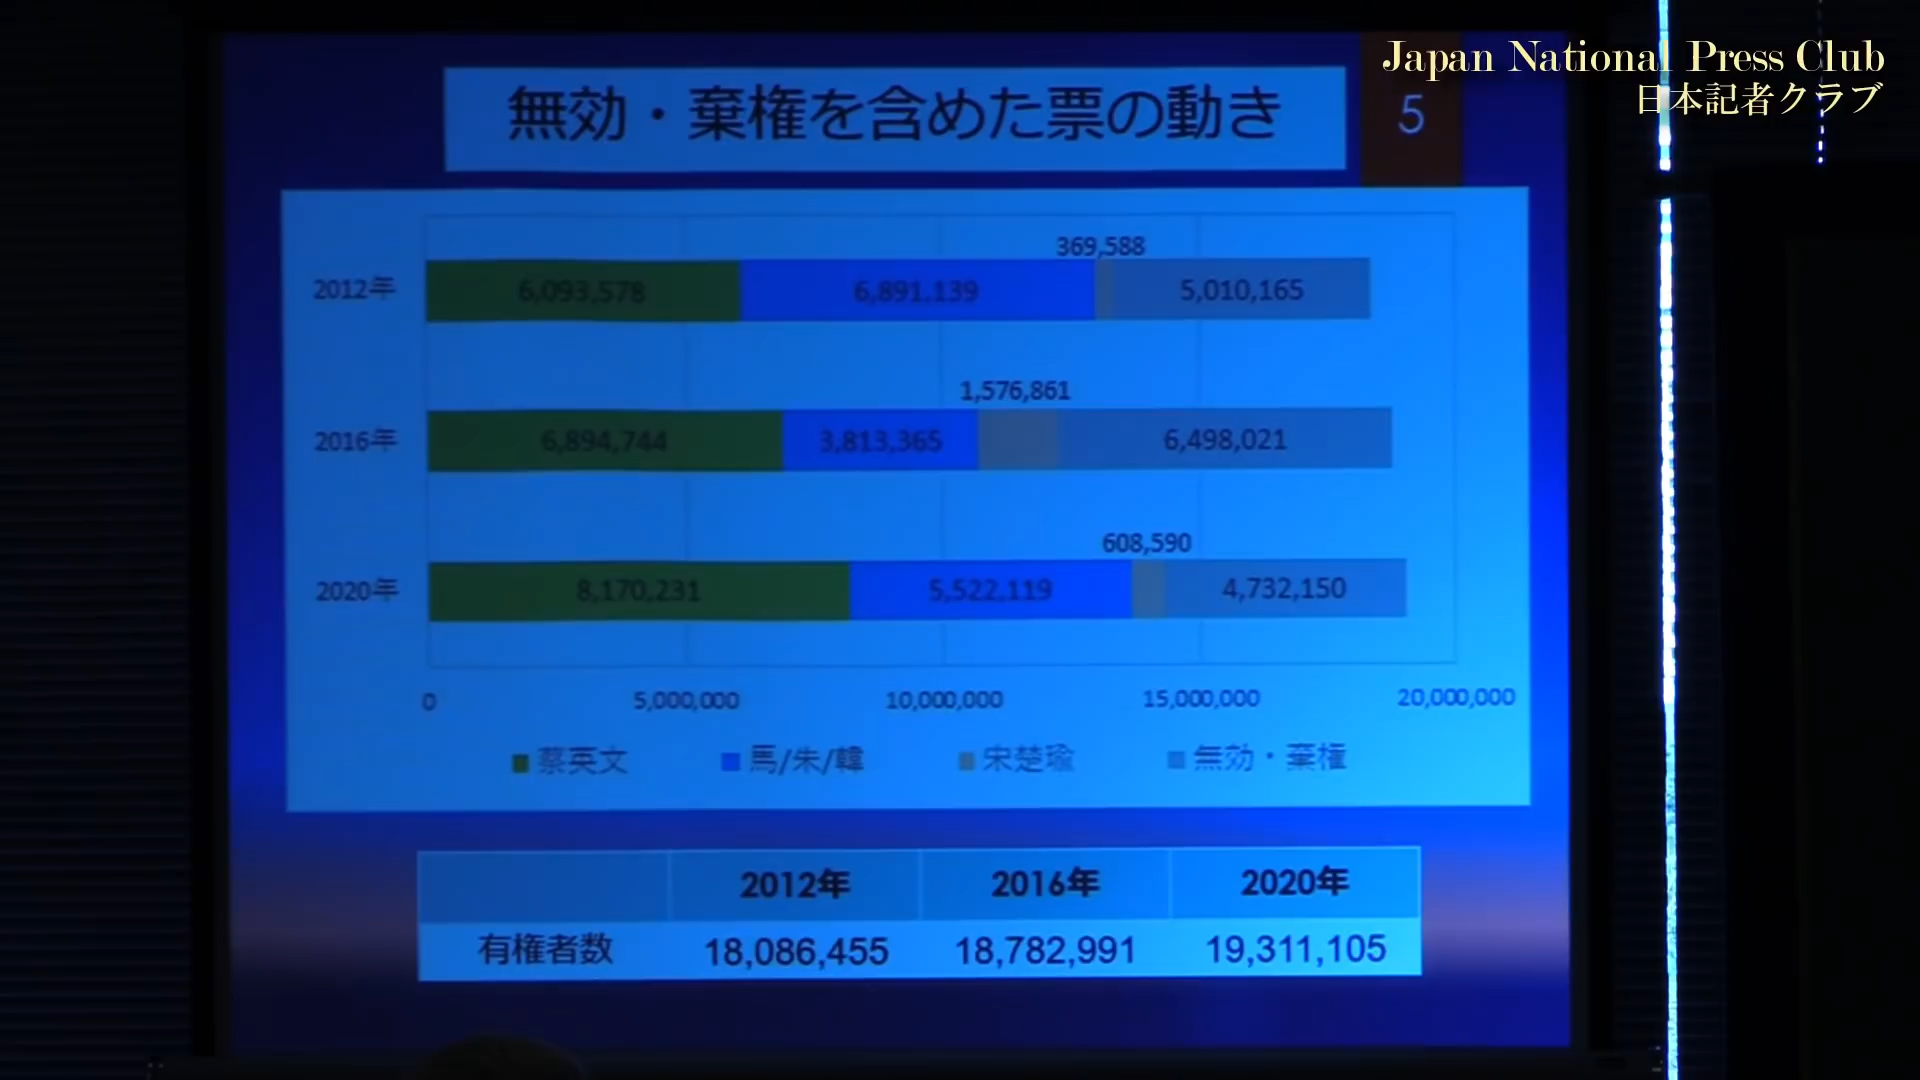 Japan National Press Club
日本記者クラブ
無効・棄権を含めた票の動き
5
369,588
2012年 6,093,578 6,891,139 5,010,165
1,576,861
2016年 6,894,744 3,813,365 6,498,021
608,590
2020年 8,170,231 5,522,119 4,732,150
0 5,000,000 10,000,000 15,000,000 20,000,000
蔡英文 馬/朱/韓 宋楚瑜 無効・棄権
2012年 2016年 2020年
有権者数 18,086,455 18,782,991 19,311,105